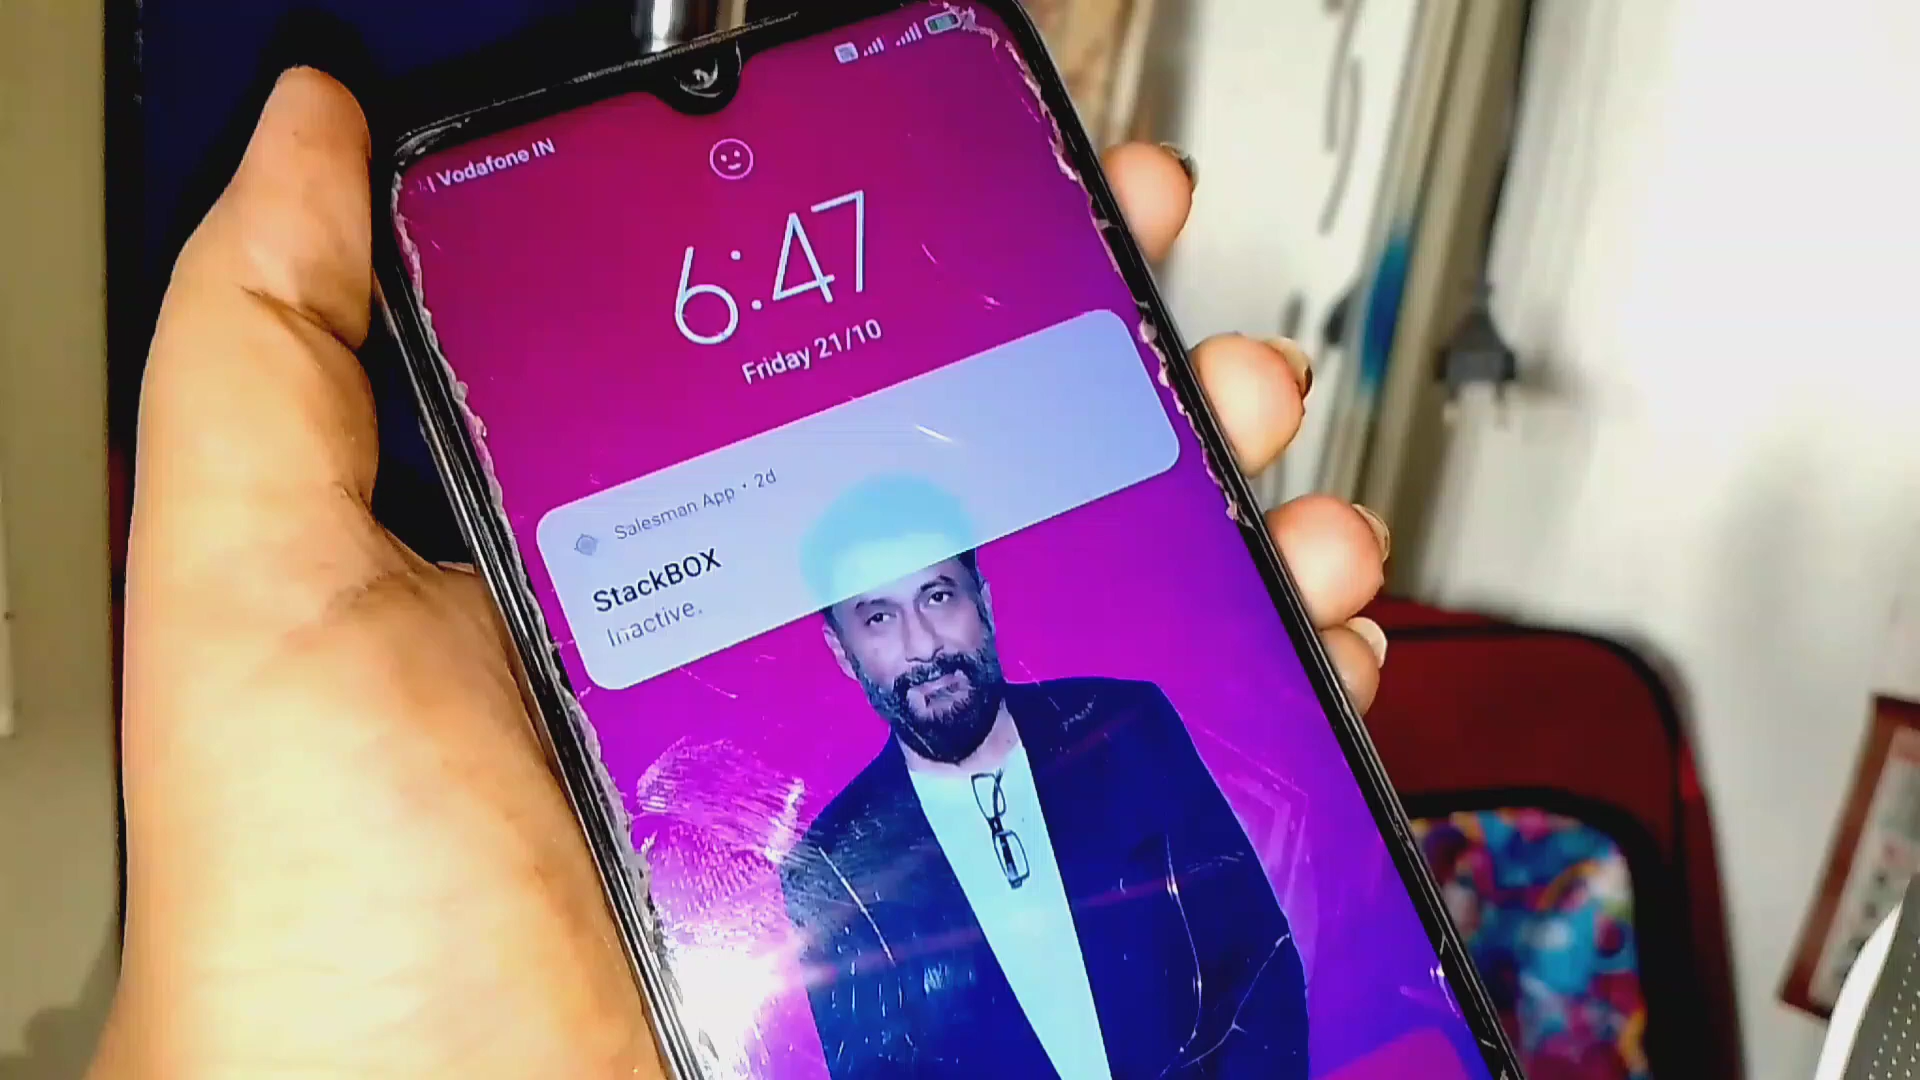 Vodafone IN
6:47
Friday 21/10
Salesman App • 2d
StackBOX
Inactive.